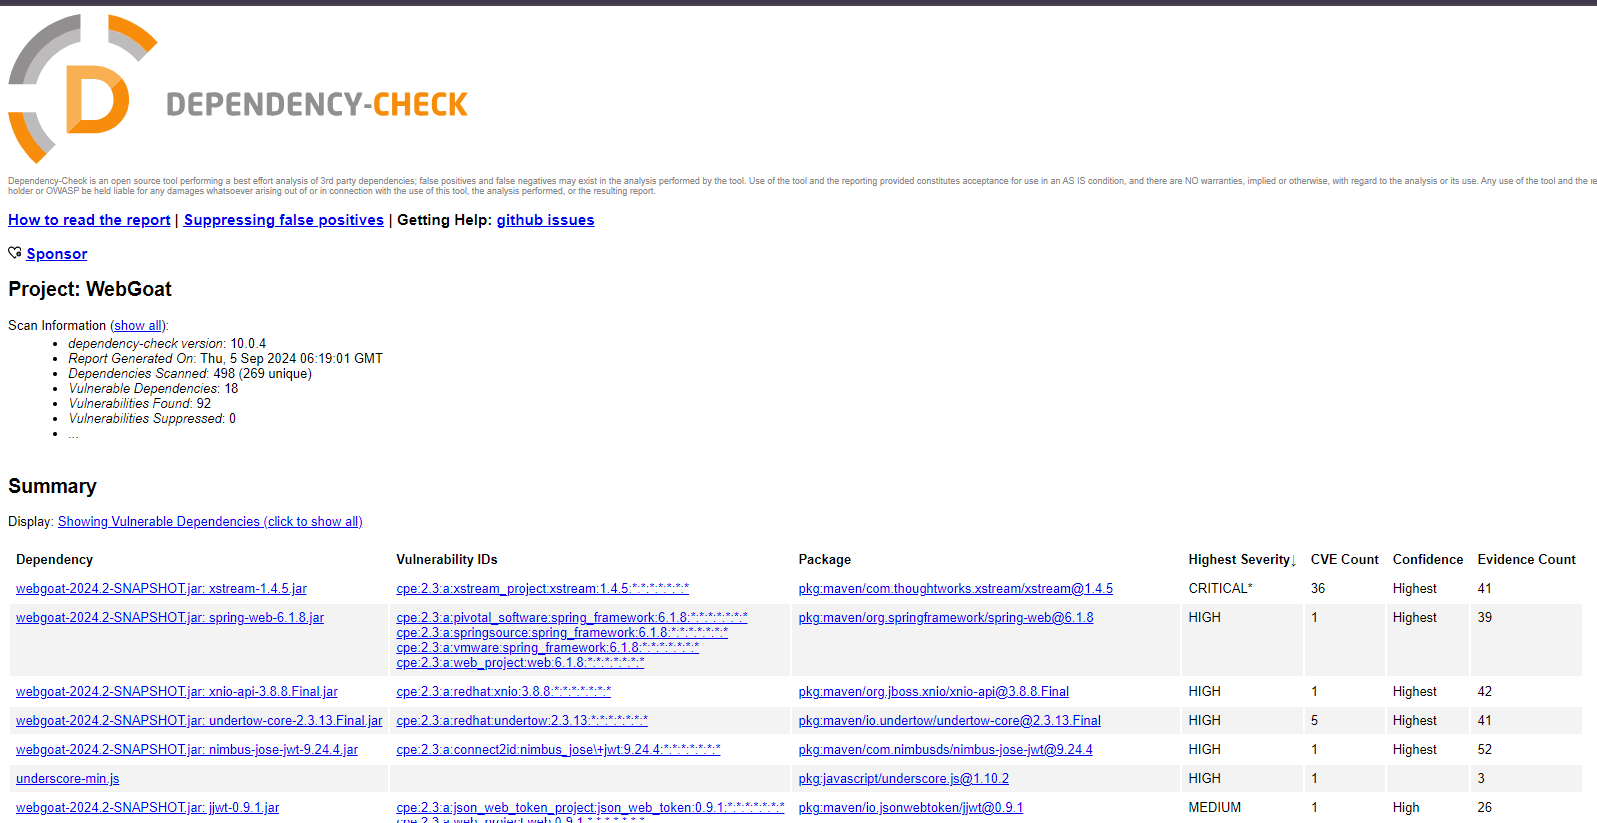 DEPENDENCY-CHECK
Dependency-Check is an open source tool performing a best effort analysis of 3rd party dependencies; false positives and false negatives may exist in the analysis performed by the tool. Use of the tool and the reporting provided constitutes acceptance for use in an AS IS condition, and there are NO warranties, implied or otherwise, with regard to the analysis or its use. Any use of the tool and the re
holder or OWASP be held liable for any damages whatsoever arising out of or in connection with the use of this tool, the analysis performed, or the resulting report.
How to read the report | Suppressing false positives | Getting Help: github issues
Sponsor
Project: WebGoat
Scan Information (show all):
dependency-check version: 10.0.4
Report Generated On: Thu, 5 Sep 2024 06:19:01 GMT
Dependencies Scanned: 498 (269 unique)
Vulnerable Dependencies: 18
Vulnerabilities Found: 92
Vulnerabilities Suppressed: 0
...
Summary
Display: Showing Vulnerable Dependencies (click to show all)
Dependency Vulnerability IDs Package Highest Severity↓ CVE Count Confidence Evidence Count
webgoat-2024.2-SNAPSHOT.jar: xstream-1.4.5.jar cpe:2.3:a:xstream_project:xstream:1.4.5:*:*:*:*:*:*:* pkg:maven/com.thoughtworks.xstream/xstream@1.4.5 CRITICAL* 36 Highest 41
webgoat-2024.2-SNAPSHOT.jar: spring-web-6.1.8.jar cpe:2.3:a:pivotal_software:spring_framework:6.1.8:*:*:*:*:*:*:* pkg:maven/org.springframework/spring-web@6.1.8 HIGH 1 Highest 39
cpe:2.3:a:springsource:spring_framework:6.1.8:*:*:*:*:*:*:*
cpe:2.3:a:vmware:spring_framework:6.1.8:*:*:*:*:*:*:*
cpe:2.3:a:web_project:web:6.1.8:*:*:*:*:*:*:*
webgoat-2024.2-SNAPSHOT.jar: xnio-api-3.8.8.Final.jar cpe:2.3:a:redhat:xnio:3.8.8:*:*:*:*:*:*:* pkg:maven/org.jboss.xnio/xnio-api@3.8.8.Final HIGH 1 Highest 42
webgoat-2024.2-SNAPSHOT.jar: undertow-core-2.3.13.Final.jar cpe:2.3:a:redhat:undertow:2.3.13:*:*:*:*:*:*:* pkg:maven/io.undertow/undertow-core@2.3.13.Final HIGH 5 Highest 41
webgoat-2024.2-SNAPSHOT.jar: nimbus-jose-jwt-9.24.4.jar cpe:2.3:a:connect2id:nimbus_jose\+jwt:9.24.4:*:*:*:*:*:*:* pkg:maven/com.nimbusds/nimbus-jose-jwt@9.24.4 HIGH 1 Highest 52
underscore-min.js pkg:javascript/underscore.js@1.10.2 HIGH 1 3
webgoat-2024.2-SNAPSHOT.jar: jjwt-0.9.1.jar cpe:2.3:a:json_web_token_project:json_web_token:0.9.1:*:*:*:*:*:*:* pkg:maven/io.jsonwebtoken/jjwt@0.9.1 MEDIUM 1 High 26
cpe:2.3:a:web_project:web:0.9.1:*:*:*:*:*:*:*